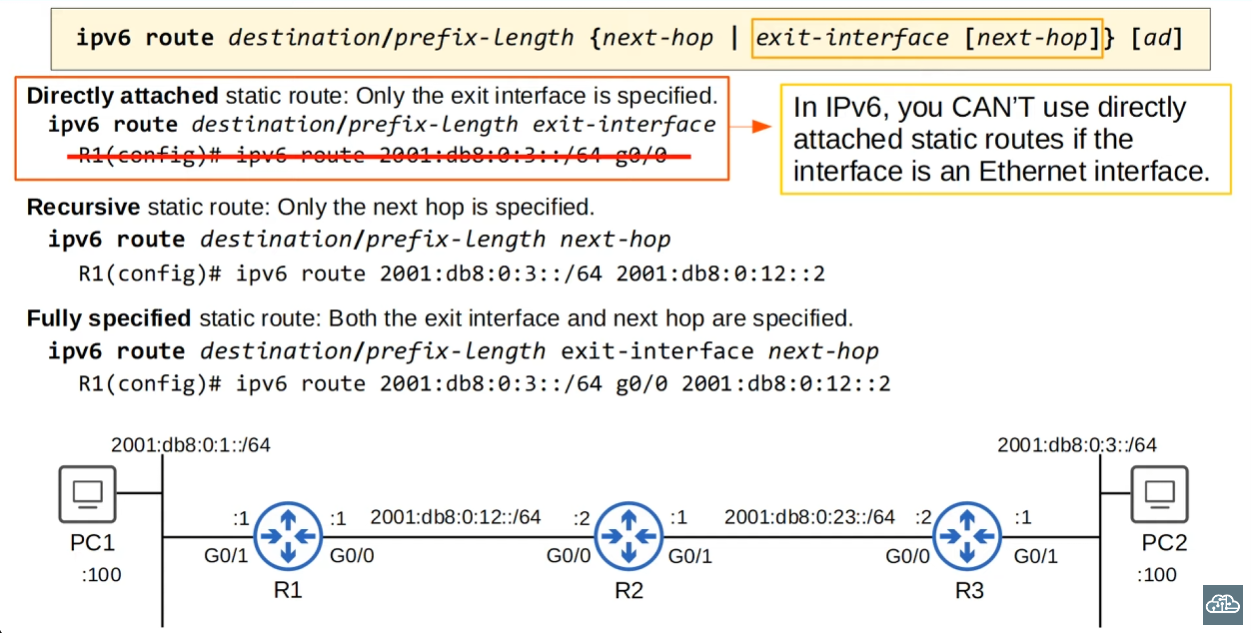 ipv6 route destination/prefix-length {next-hop | exit-interface [next-hop]} [ad]
Directly attached static route: Only the exit interface is specified.
ipv6 route destination/prefix-length exit-interface
R1(config)# ipv6 route 2001:db8:0:3::/64 g0/0
In IPv6, you CAN'T use directly
attached static routes if the
interface is an Ethernet interface.
Recursive static route: Only the next hop is specified.
ipv6 route destination/prefix-length next-hop
R1(config)# ipv6 route 2001:db8:0:3::/64 2001:db8:0:12::2
Fully specified static route: Both the exit interface and next hop are specified.
ipv6 route destination/prefix-length exit-interface next-hop
R1(config)# ipv6 route 2001:db8:0:3::/64 g0/0 2001:db8:0:12::2
2001:db8:0:1::/64
2001:db8:0:3::/64
:1
:1
2001:db8:0:12::/64
:2
:1
2001:db8:0:23::/64
:2
:1
PC1
G0/1
G0/0
G0/0
G0/1
G0/0
G0/1
PC2
:100
R1
R2
R3
:100